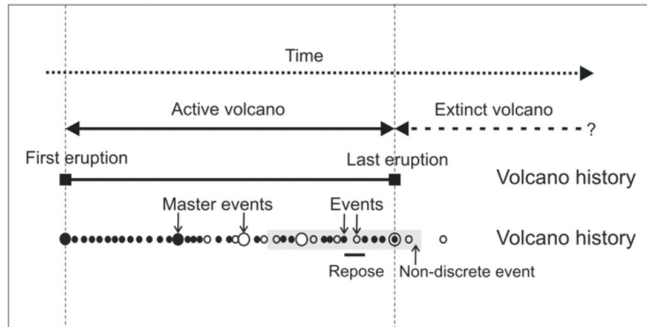 Time
Active volcano
Extinct volcano
?
First eruption
Last eruption
Volcano history
Master events
Events
Volcano history
Repose
Non-discrete event